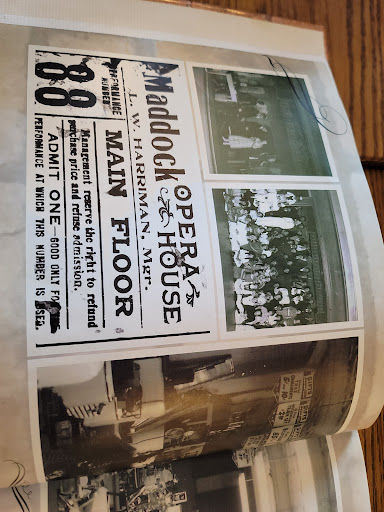 Maddock OPERA HOUSE
L. W. HARRIMAN, Mgr.
MAIN FLOOR
Management reserve the right to refund
purchase price and refuse admission.
ADMIT ONE—GOOD ONLY FOR
PERFORMANCE AT WHICH THIS NUMBER IS USED.
PERFORMANCE
NUMBER
88